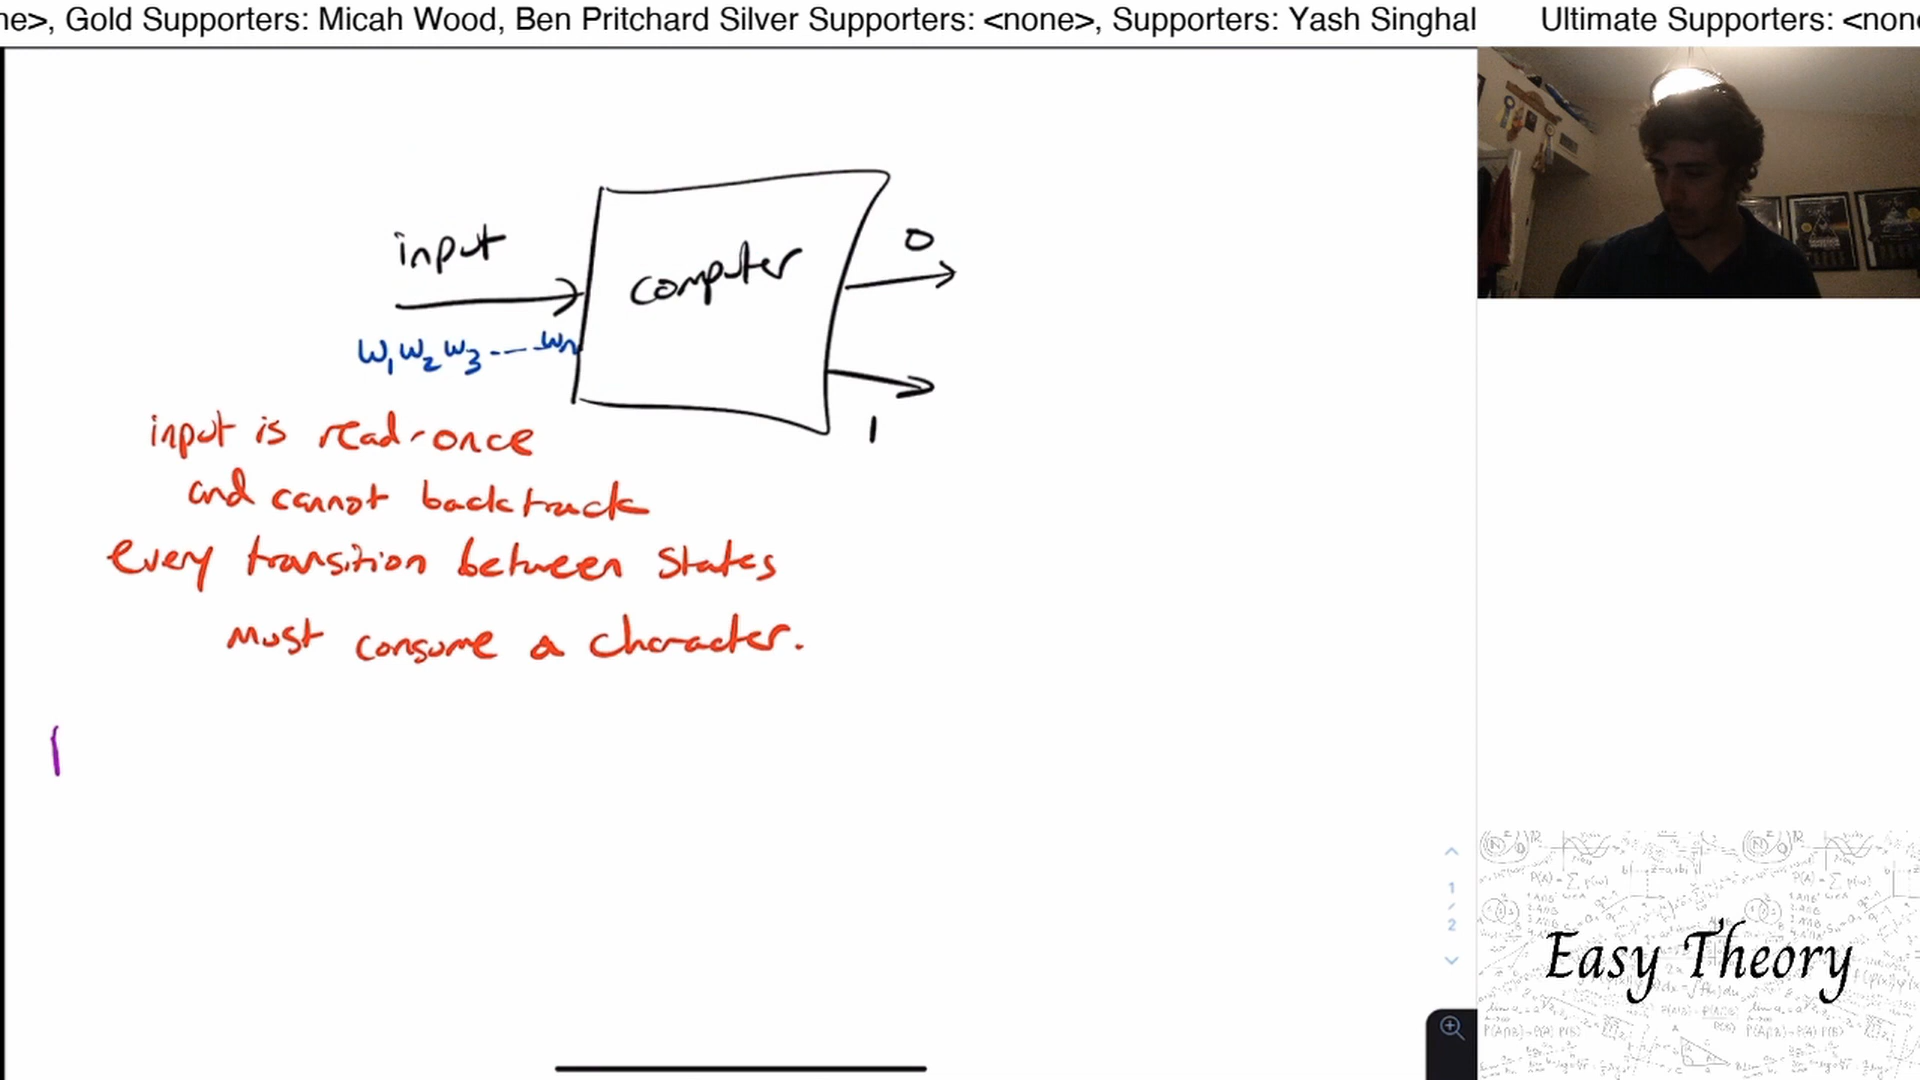 ne>, Gold Supporters: Micah Wood, Ben Pritchard Silver Supporters: <none>, Supporters: Yash Singhal Ultimate Supporters: <none
input
computer
0
w₁ w₂ w₃ ---- wₙ
1
input is read-once
and cannot backtrack
every transition between states
must consume a character.
1
2
Easy Theory